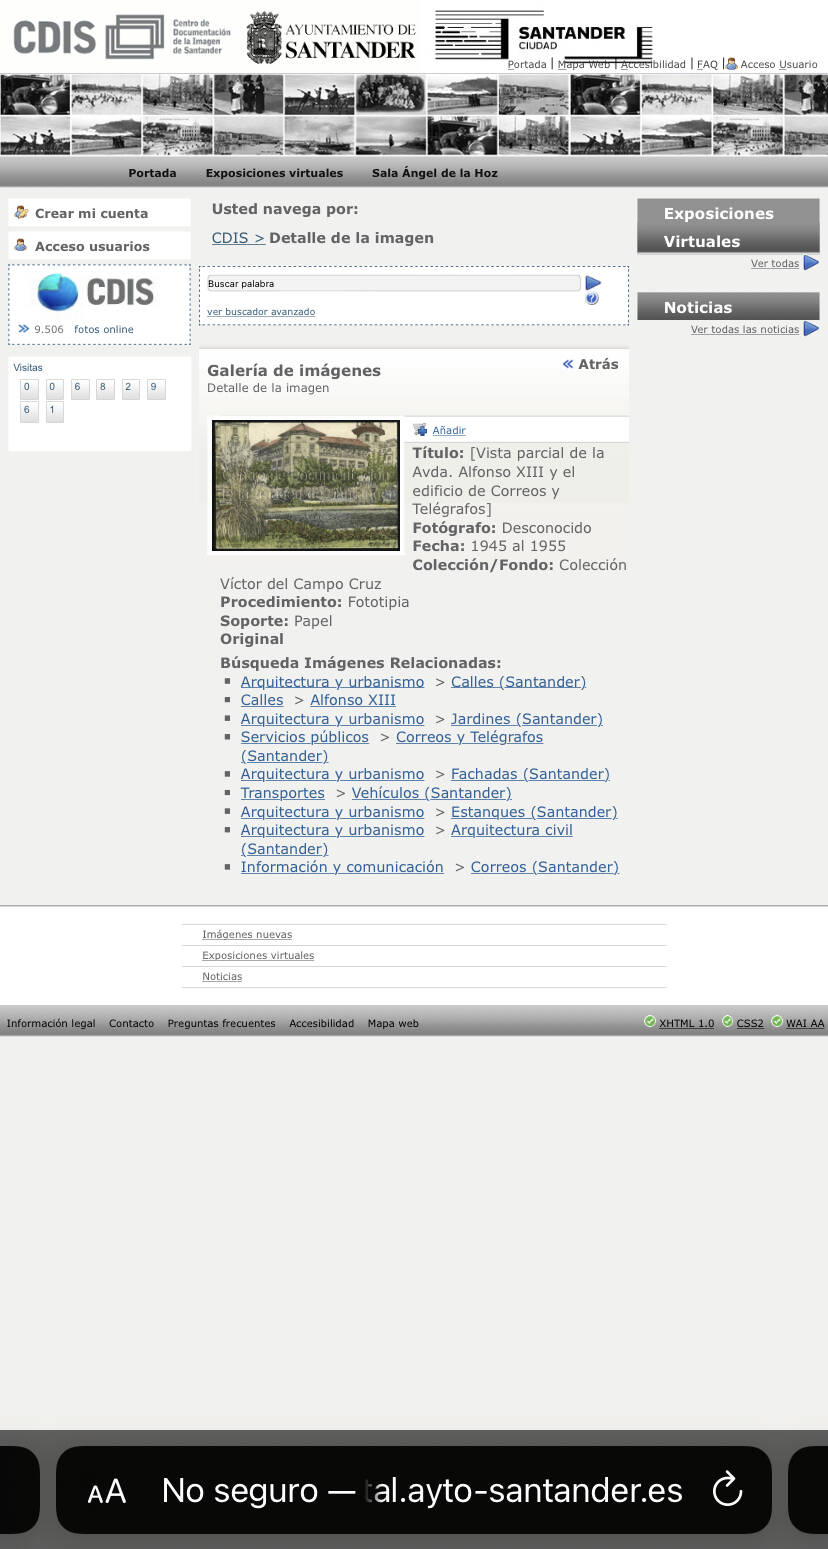 CDIS
Centro de
Documentación
de la Imagen
de Santander
AYUNTAMIENTO DE
SANTANDER
SANTANDER
CIUDAD
Portada | Mapa Web | Accesibilidad | FAQ | Acceso Usuario
Portada Exposiciones virtuales Sala Ángel de la Hoz
Crear mi cuenta
Acceso usuarios
CDIS
9.506 fotos online
Visitas
0 0 6 8 2 9
6 1
Usted navega por:
CDIS > Detalle de la imagen
Buscar palabra
ver buscador avanzado
Galería de imágenes
« Atrás
Detalle de la imagen
Añadir
Título: [Vista parcial de la
Avda. Alfonso XIII y el
edificio de Correos y
Telégrafos]
Fotógrafo: Desconocido
Fecha: 1945 al 1955
Colección/Fondo: Colección
Víctor del Campo Cruz
Procedimiento: Fototipia
Soporte: Papel
Original
Búsqueda Imágenes Relacionadas:
Arquitectura y urbanismo > Calles (Santander)
Calles > Alfonso XIII
Arquitectura y urbanismo > Jardines (Santander)
Servicios públicos > Correos y Telégrafos
(Santander)
Arquitectura y urbanismo > Fachadas (Santander)
Transportes > Vehículos (Santander)
Arquitectura y urbanismo > Estanques (Santander)
Arquitectura y urbanismo > Arquitectura civil
(Santander)
Información y comunicación > Correos (Santander)
Exposiciones
Virtuales
Ver todas
Noticias
Ver todas las noticias
Imágenes nuevas
Exposiciones virtuales
Noticias
Información legal Contacto Preguntas frecuentes Accesibilidad Mapa web
XHTML 1.0 CSS2 WAI AA
AA No seguro — tal.ayto-santander.es